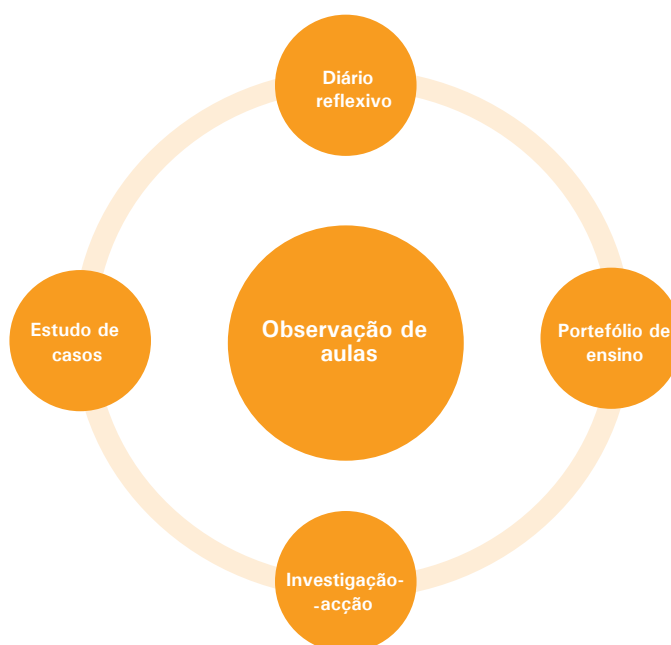 Diário
reflexivo
Estudo de
casos
Observação de
aulas
Portefólio de
ensino
Investigação-
-acção